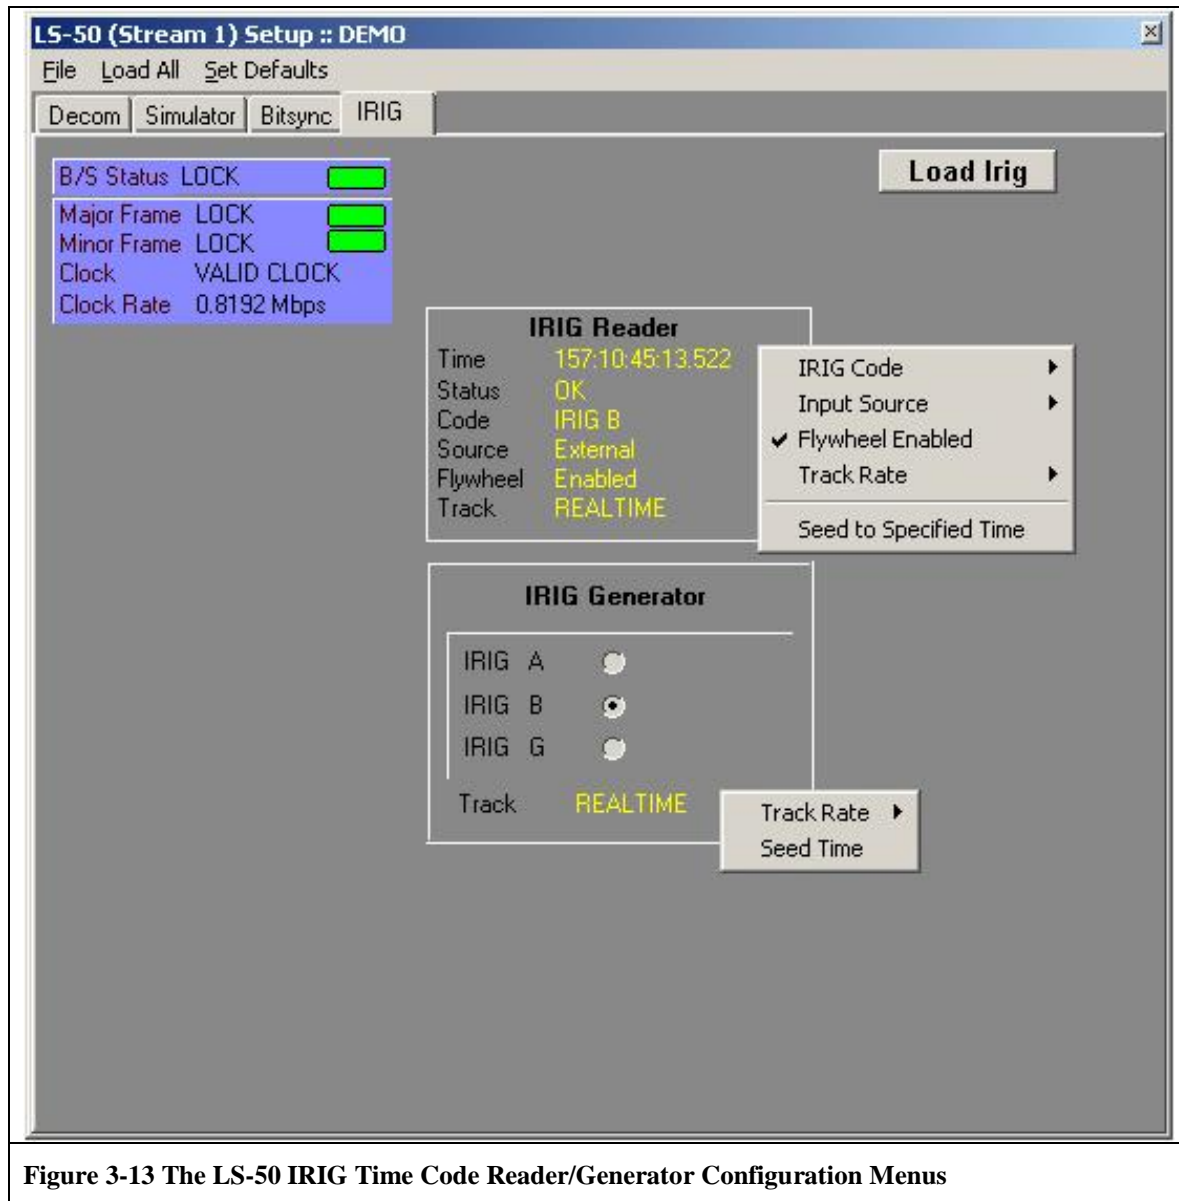 LS-50 (Stream 1) Setup :: DEMO
File Load All Set Defaults
Decom Simulator Bitsync IRIG
B/S Status LOCK
Load Irig
Major Frame LOCK
Minor Frame LOCK
Clock VALID CLOCK
Clock Rate 0.8192 Mbps
IRIG Reader
Time 157:10:45:13.522
Status OK
Code IRIG B
Source External
Flywheel Enabled
Track REALTIME
IRIG Code
Input Source
Flywheel Enabled
Track Rate
Seed to Specified Time
IRIG Generator
IRIG A
IRIG B
IRIG G
Track REALTIME
Track Rate
Seed Time
Figure 3-13 The LS-50 IRIG Time Code Reader/Generator Configuration Menus